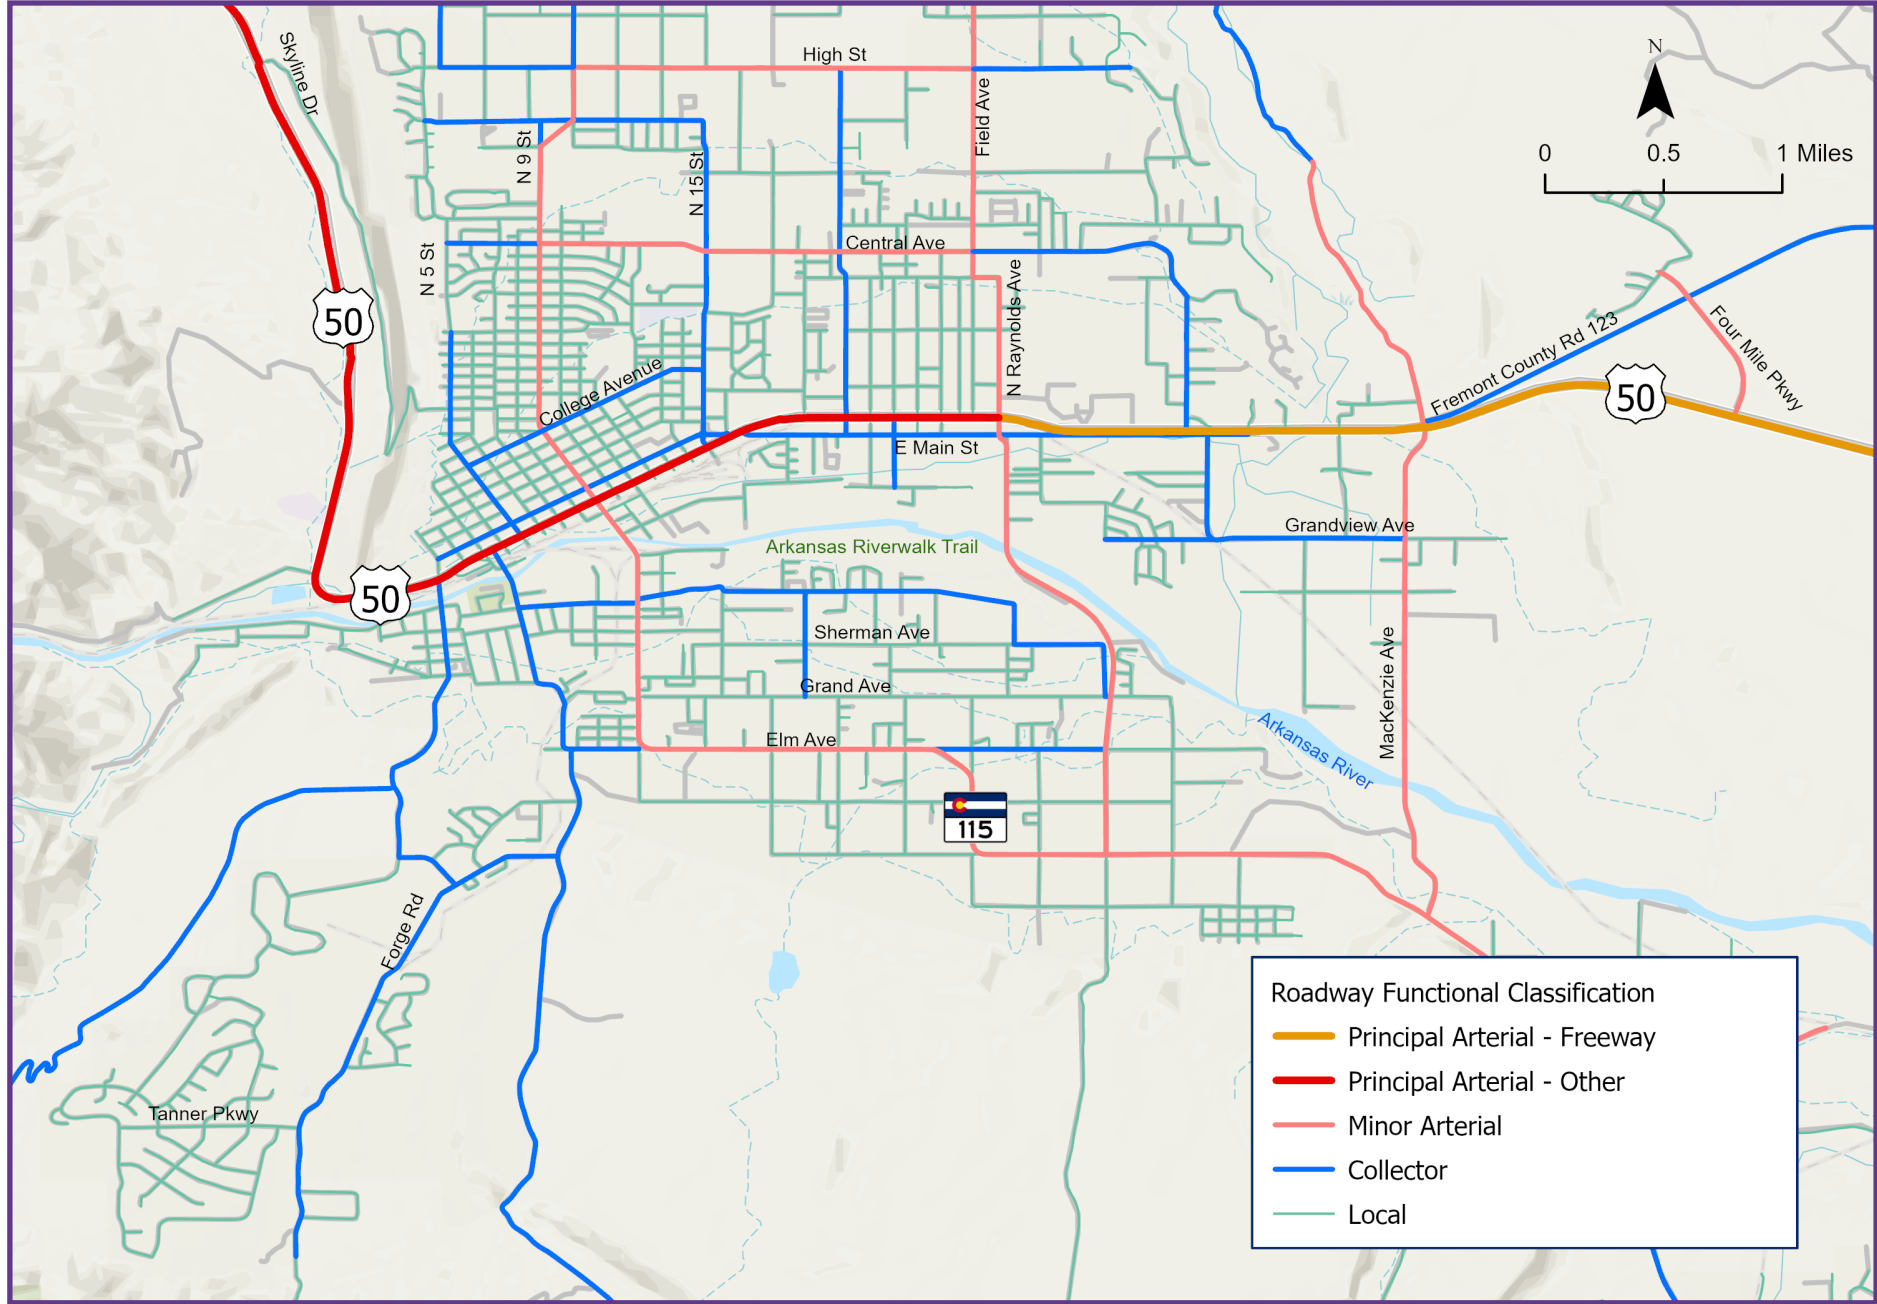 Skyline Dr
High St
Field Ave
N
0 0.5 1 Miles
N 9 St
N 15 St
N 5 St
Central Ave
N Raynolds Ave
50
College Avenue
Fremont County Rd 123
Four Mile Pkwy
50
E Main St
Grandview Ave
Arkansas Riverwalk Trail
50
Sherman Ave
Grand Ave
MacKenzie Ave
Elm Ave
Arkansas River
115
Forge Rd
Tanner Pkwy
Roadway Functional Classification
Principal Arterial - Freeway
Principal Arterial - Other
Minor Arterial
Collector
Local